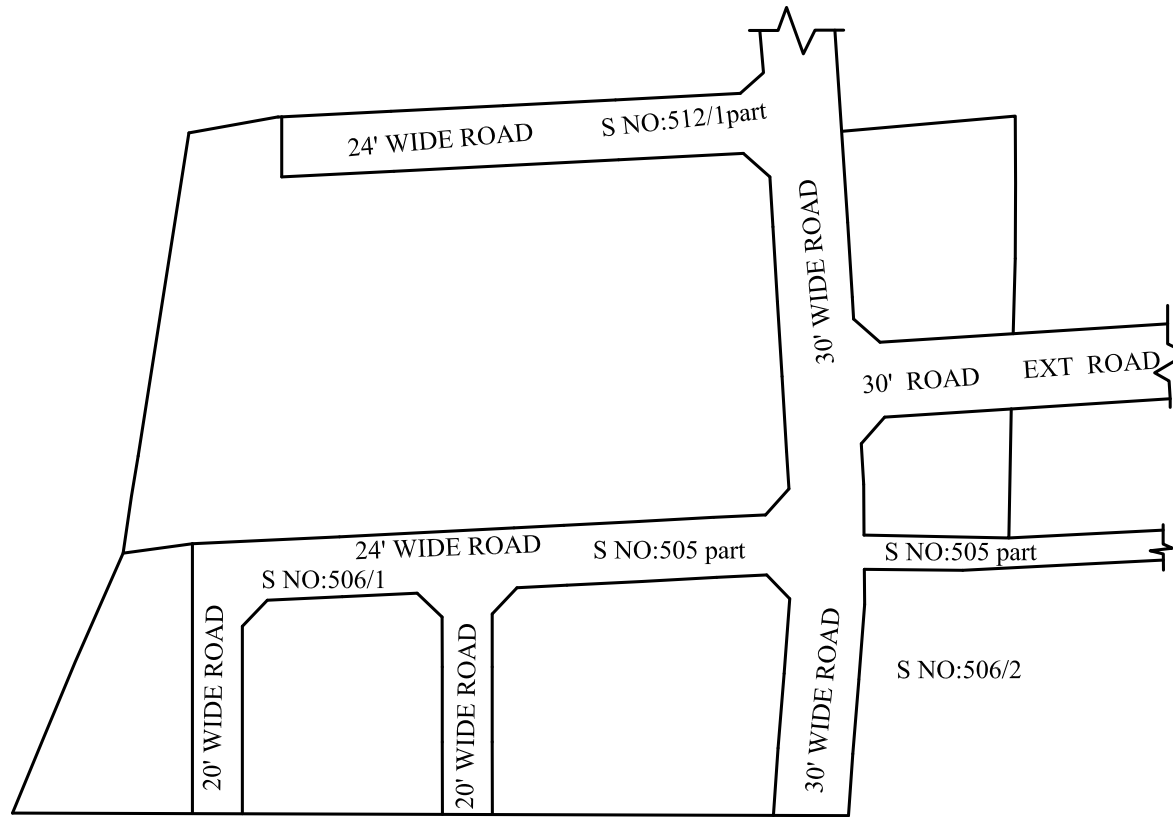 24' WIDE ROAD
S NO:512/1part
30' WIDE ROAD
30' ROAD
EXT ROAD
24' WIDE ROAD
S NO:505 part
S NO:505 part
S NO:506/1
20' WIDE ROAD
20' WIDE ROAD
30' WIDE ROAD
S NO:506/2